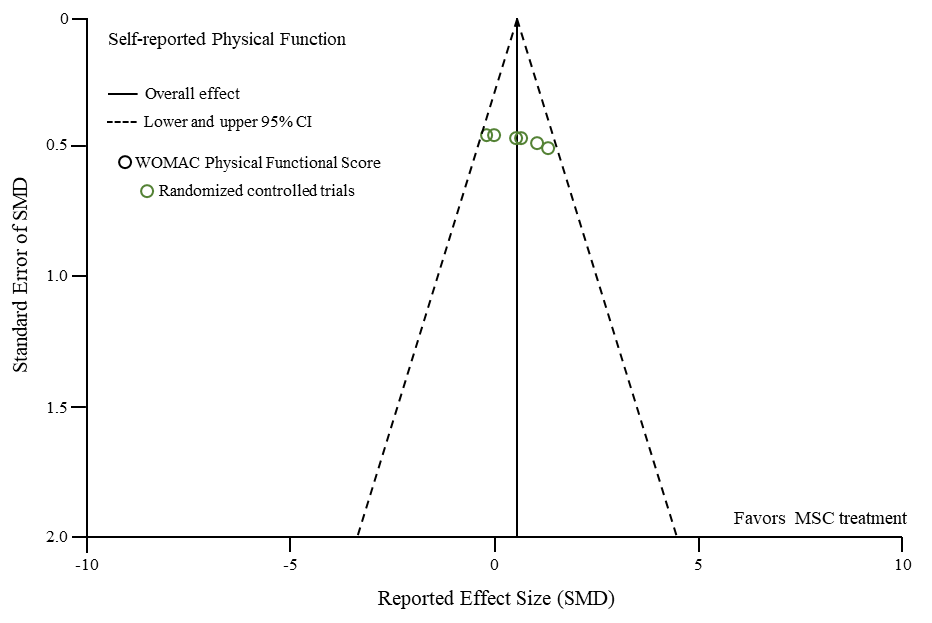 Self-reported Physical Function
Overall effect
Lower and upper 95% CI
WOMAC Physical Functional Score
Randomized controlled trials
Standard Error of SMD
0
0.5
1.0
1.5
2.0
Favors MSC treatment
-10
-5
0
5
10
Reported Effect Size (SMD)